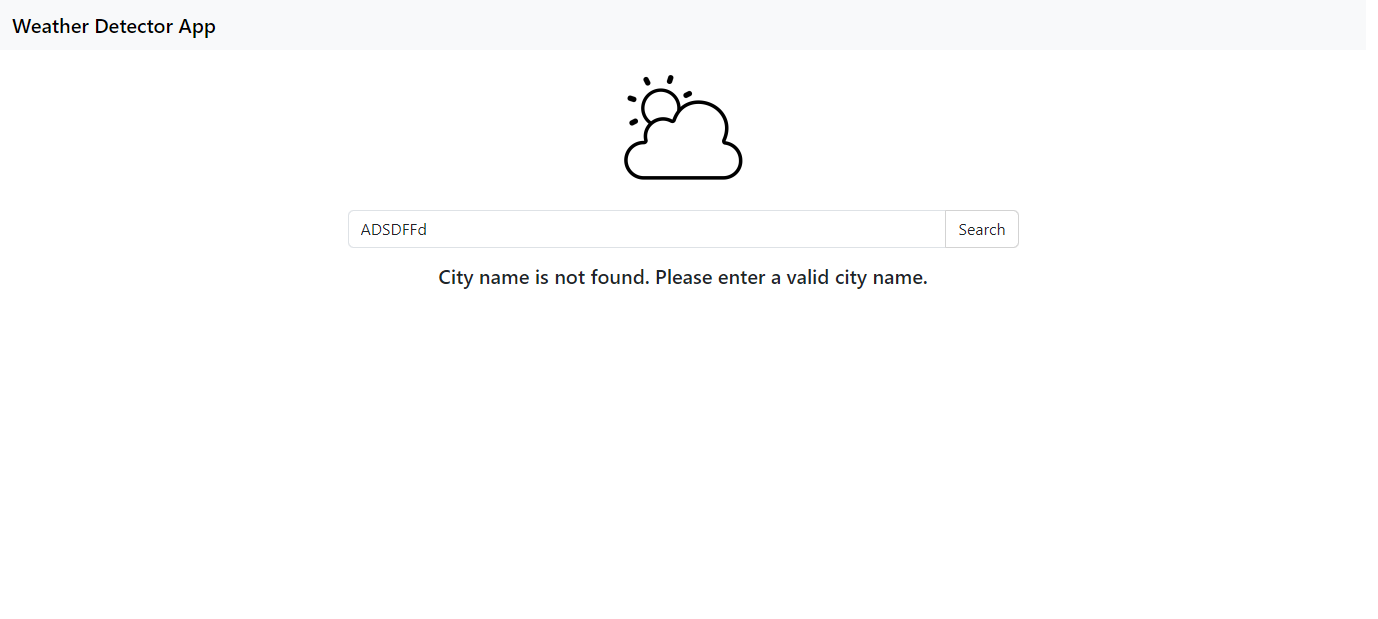 Weather Detector App
ADSDFFd
Search
City name is not found. Please enter a valid city name.